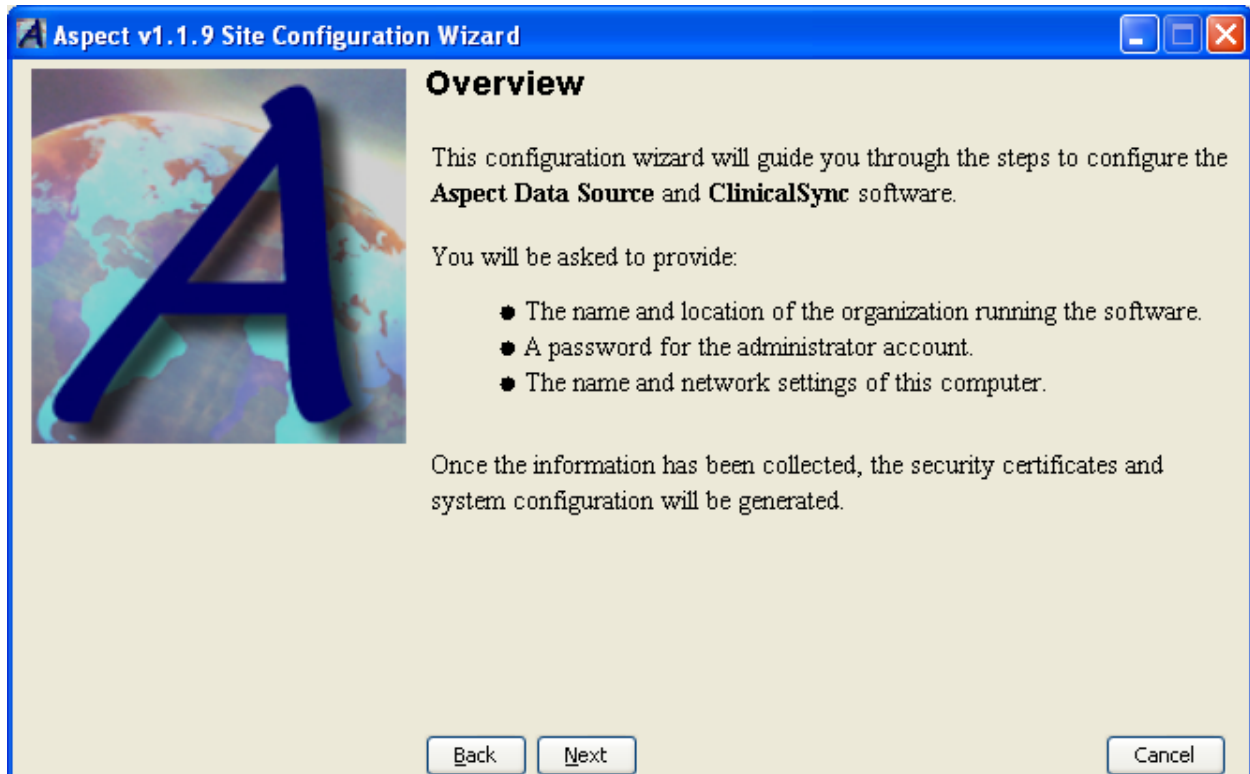 Aspect v1.1.9 Site Configuration Wizard
Overview
This configuration wizard will guide you through the steps to configure the
Aspect Data Source and ClinicalSync software.
You will be asked to provide:
● The name and location of the organization running the software.
● A password for the administrator account.
● The name and network settings of this computer.
Once the information has been collected, the security certificates and
system configuration will be generated.
Back Next Cancel